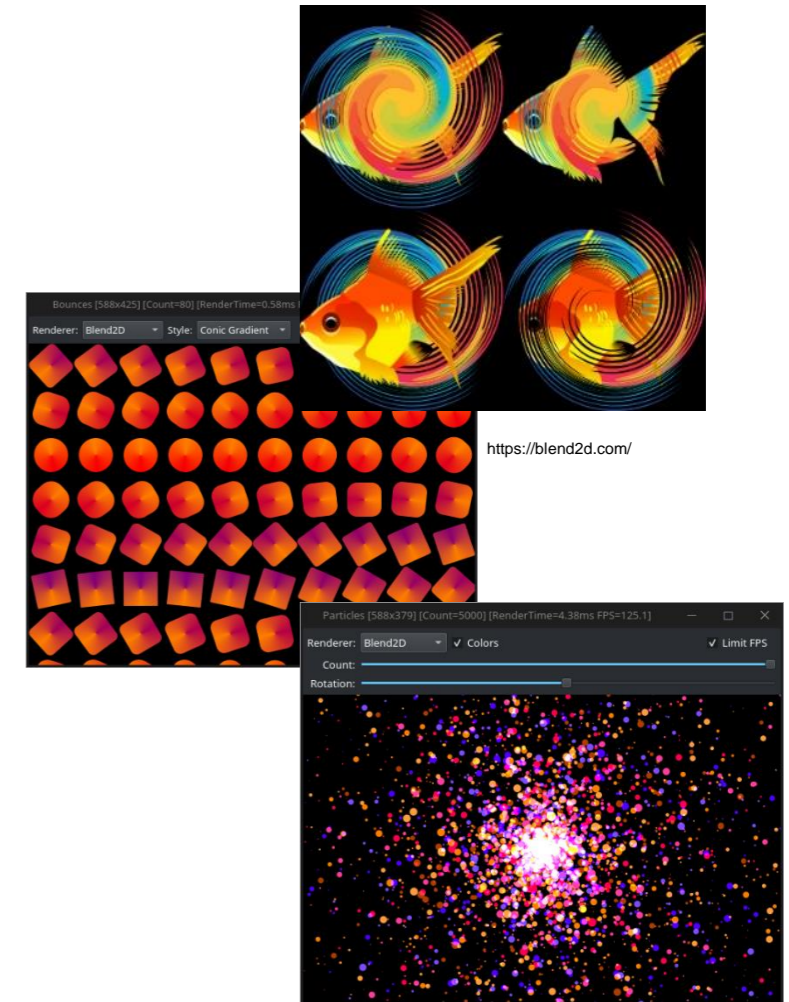 Bounces [588x425] [Count=80] [RenderTime=0.58ms
Renderer: Blend2D Style: Conic Gradient
https://blend2d.com/
Particles [588x379] [Count=5000] [RenderTime=4.38ms FPS=125.1]
Renderer: Blend2D Colors Limit FPS
Count:
Rotation: